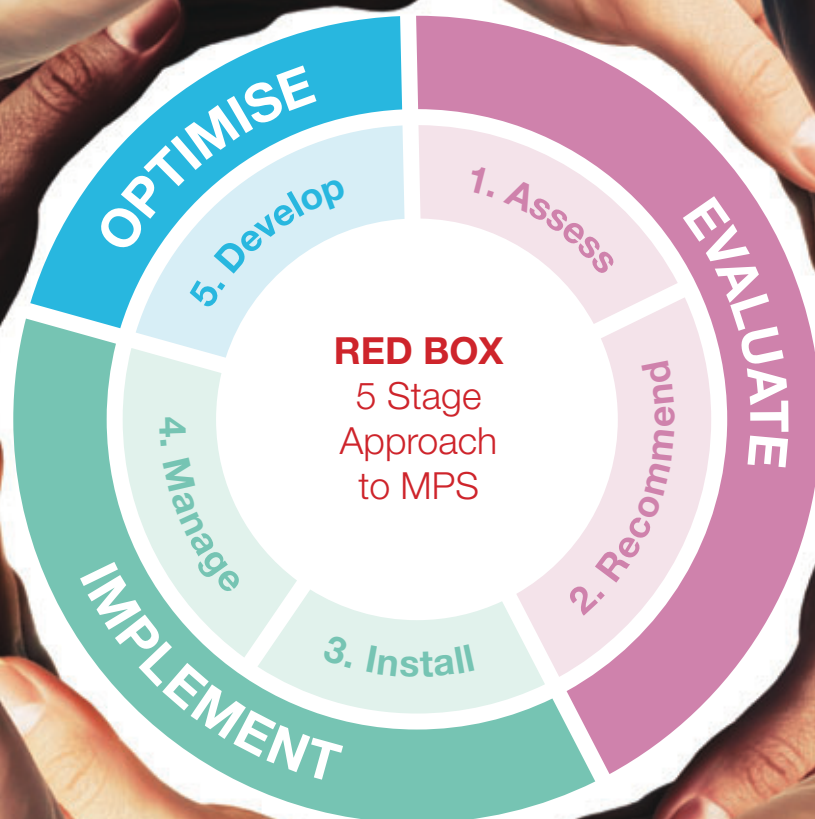 RED BOX
5 Stage
Approach
to MPS
EVALUATE
1. Assess
2. Recommend
IMPLEMENT
3. Install
4. Manage
OPTIMISE
5. Develop